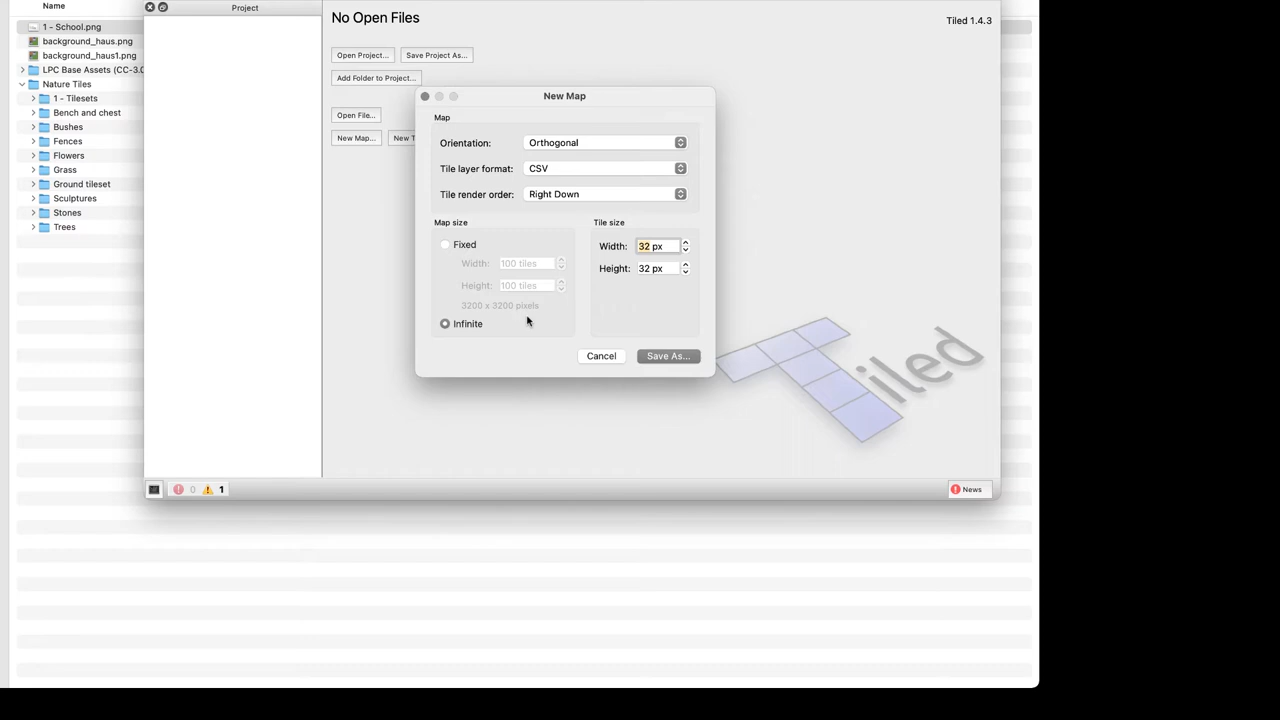 Name
1 - School.png
background_haus.png
background_haus1.png
LPC Base Assets (CC-3.0
Nature Tiles
1 - Tilesets
Bench and chest
Bushes
Fences
Flowers
Grass
Ground tileset
Sculptures
Stones
Trees
Project
No Open Files
Tiled 1.4.3
Open Project...
Save Project As...
Add Folder to Project...
Open File...
New Map...
New T
New Map
Map
Orientation:
Orthogonal
Tile layer format:
CSV
Tile render order:
Right Down
Map size
Fixed
Width:
100 tiles
Height:
100 tiles
3200 x 3200 pixels
Infinite
Tile size
Width:
32 px
Height:
32 px
Cancel
Save As...
Tiled
0
1
News